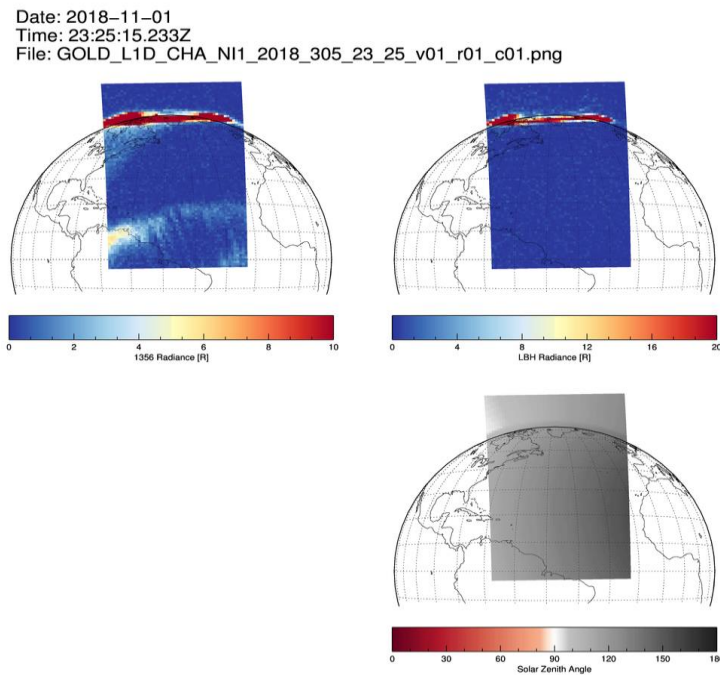 Date: 2018−11−01
Time: 23:25:15.233Z
File: GOLD_L1D_CHA_NI1_2018_305_23_25_v01_r01_c01.png
0 2 4 6 8 10
1356 Radiance [R]
0 4 8 12 16 20
LBH Radiance [R]
0 30 60 90 120 150 180
Solar Zenith Angle